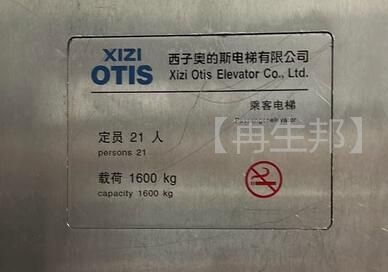 XIZI
OTIS
西子奥的斯电梯有限公司
Xizi Otis Elevator Co., Ltd.
乘客电梯
Passenger elevator
定员 21 人
persons 21
载荷 1600 kg
capacity 1600 kg
【再生邦】